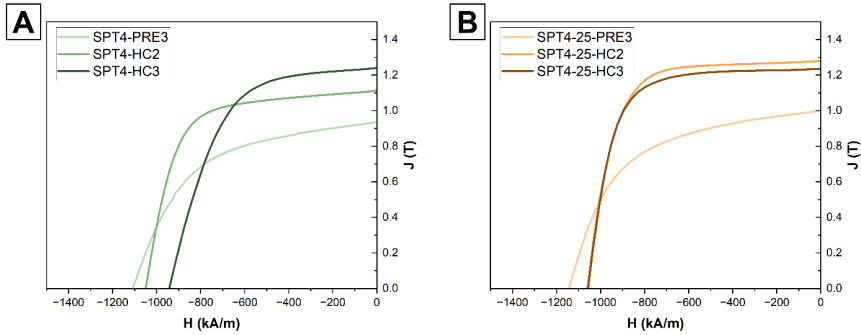 A
SPT4-PRE3
SPT4-HC2
SPT4-HC3
1.4
1.2
1.0
0.8
0.6
0.4
0.2
0.0
J (T)
−1400 −1200 −1000 −800 −600 −400 −200 0
H (kA/m)
B
SPT4-25-PRE3
SPT4-25-HC2
SPT4-25-HC3
1.4
1.2
1.0
0.8
0.6
0.4
0.2
0.0
J (T)
−1400 −1200 −1000 −800 −600 −400 −200 0
H (kA/m)